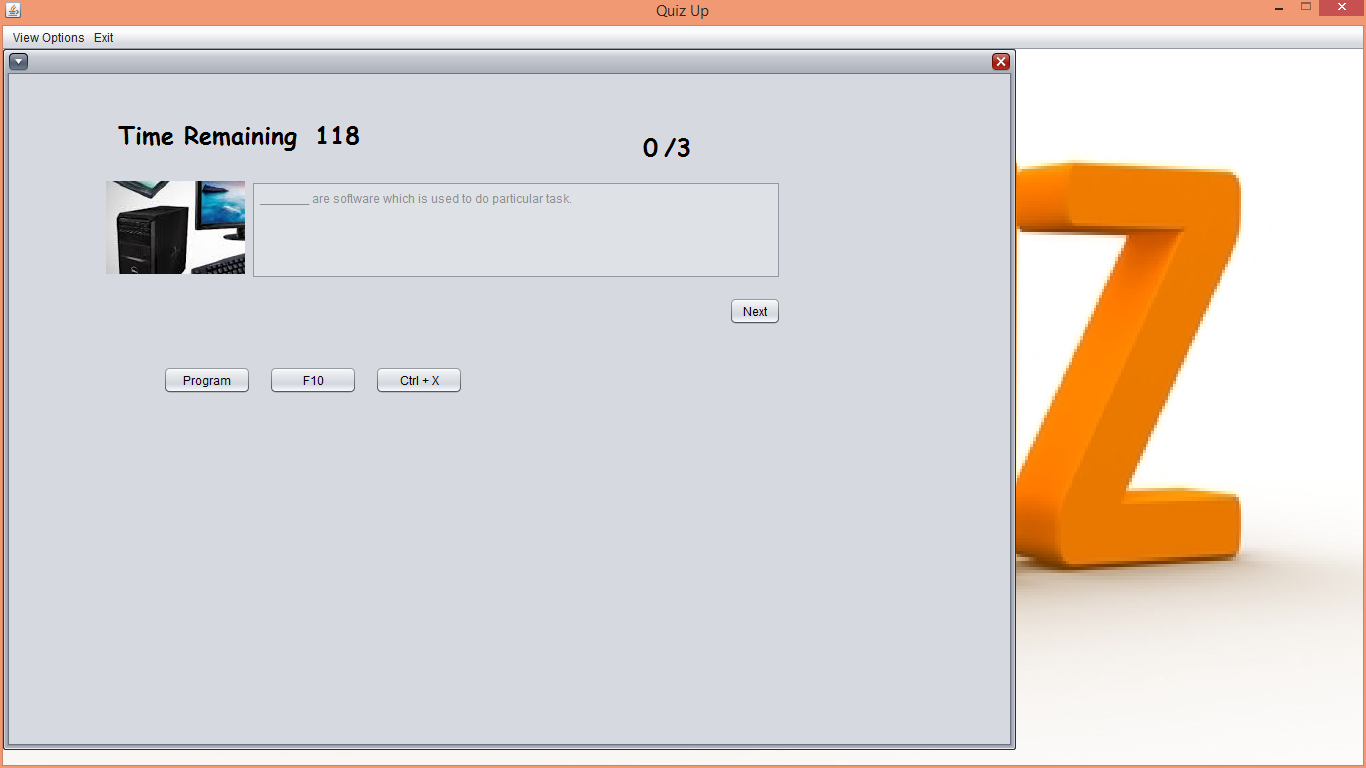 Quiz Up
View Options Exit
Time Remaining 118
0 /3
________ are software which is used to do particular task.
Next
Program F10 Ctrl + X
Z